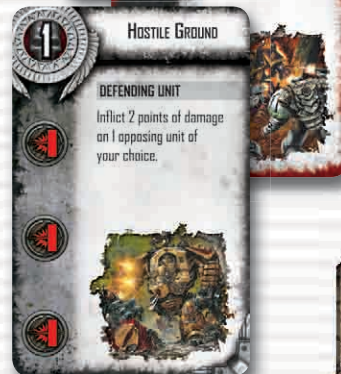 1
HOSTILE GROUND
DEFENDING UNIT
Inflict 2 points of damage
on 1 opposing unit of
your choice.